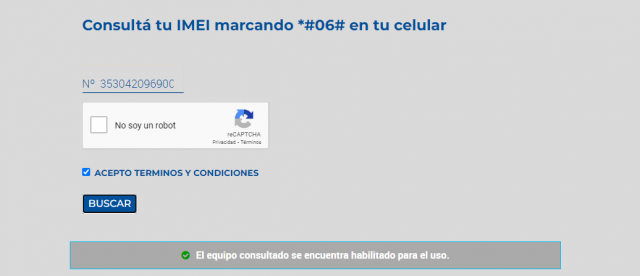 Consultá tu IMEI marcando *#06# en tu celular
Nº 35304209690C
No soy un robot
reCAPTCHA
Privacidad - Términos
ACEPTO TERMINOS Y CONDICIONES
BUSCAR
El equipo consultado se encuentra habilitado para el uso.